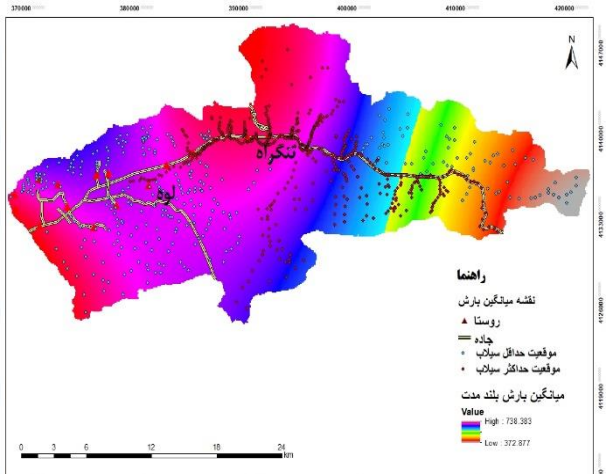 370000 380000 390000 400000 410000 420000
4147000
N
4140000
تنگراه
لوه
4133000
راهنما
نقشه میانگین بارش
روستا
جاده
موقعیت حداقل سیلاب
موقعیت حداکثر سیلاب
4126000
میانگین بارش بلند مدت
Value
High : 738.383
Low : 372.877
4119000
0 1.5 3 6 12 18 24
km